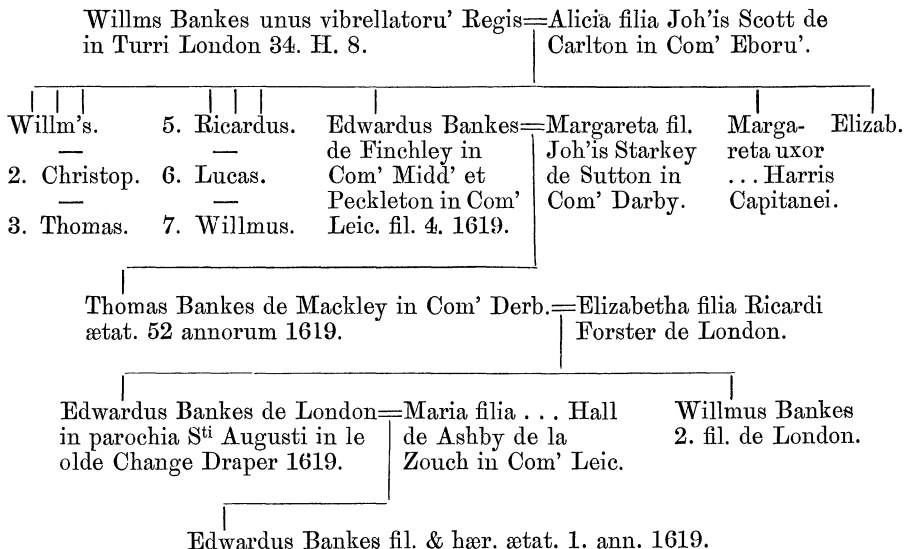 Willms Bankes unus vibrellatoru' Regis=Alicia filia Joh'is Scott de
in Turri London 34. H. 8. Carlton in Com' Eboru'.
Willm's.
—
2. Christop.
—
3. Thomas.
5. Ricardus.
—
6. Lucas.
—
7. Willmus.
Edwardus Bankes=Margareta fil.
de Finchley in Joh'is Starkey
Com' Midd' et de Sutton in
Peckleton in Com' Com' Darby.
Leic. fil. 4. 1619.
Marga-
reta uxor
. . . Harris
Capitanei.
Elizab.
Thomas Bankes de Mackley in Com' Derb.=Elizabetha filia Ricardi
ætat. 52 annorum 1619. Forster de London.
Edwardus Bankes de London=Maria filia . . . Hall
in parochia Sti Augusti in le de Ashby de la
olde Change Draper 1619. Zouch in Com' Leic.
Willmus Bankes
2. fil. de London.
Edwardus Bankes fil. & hær. ætat. 1. ann. 1619.